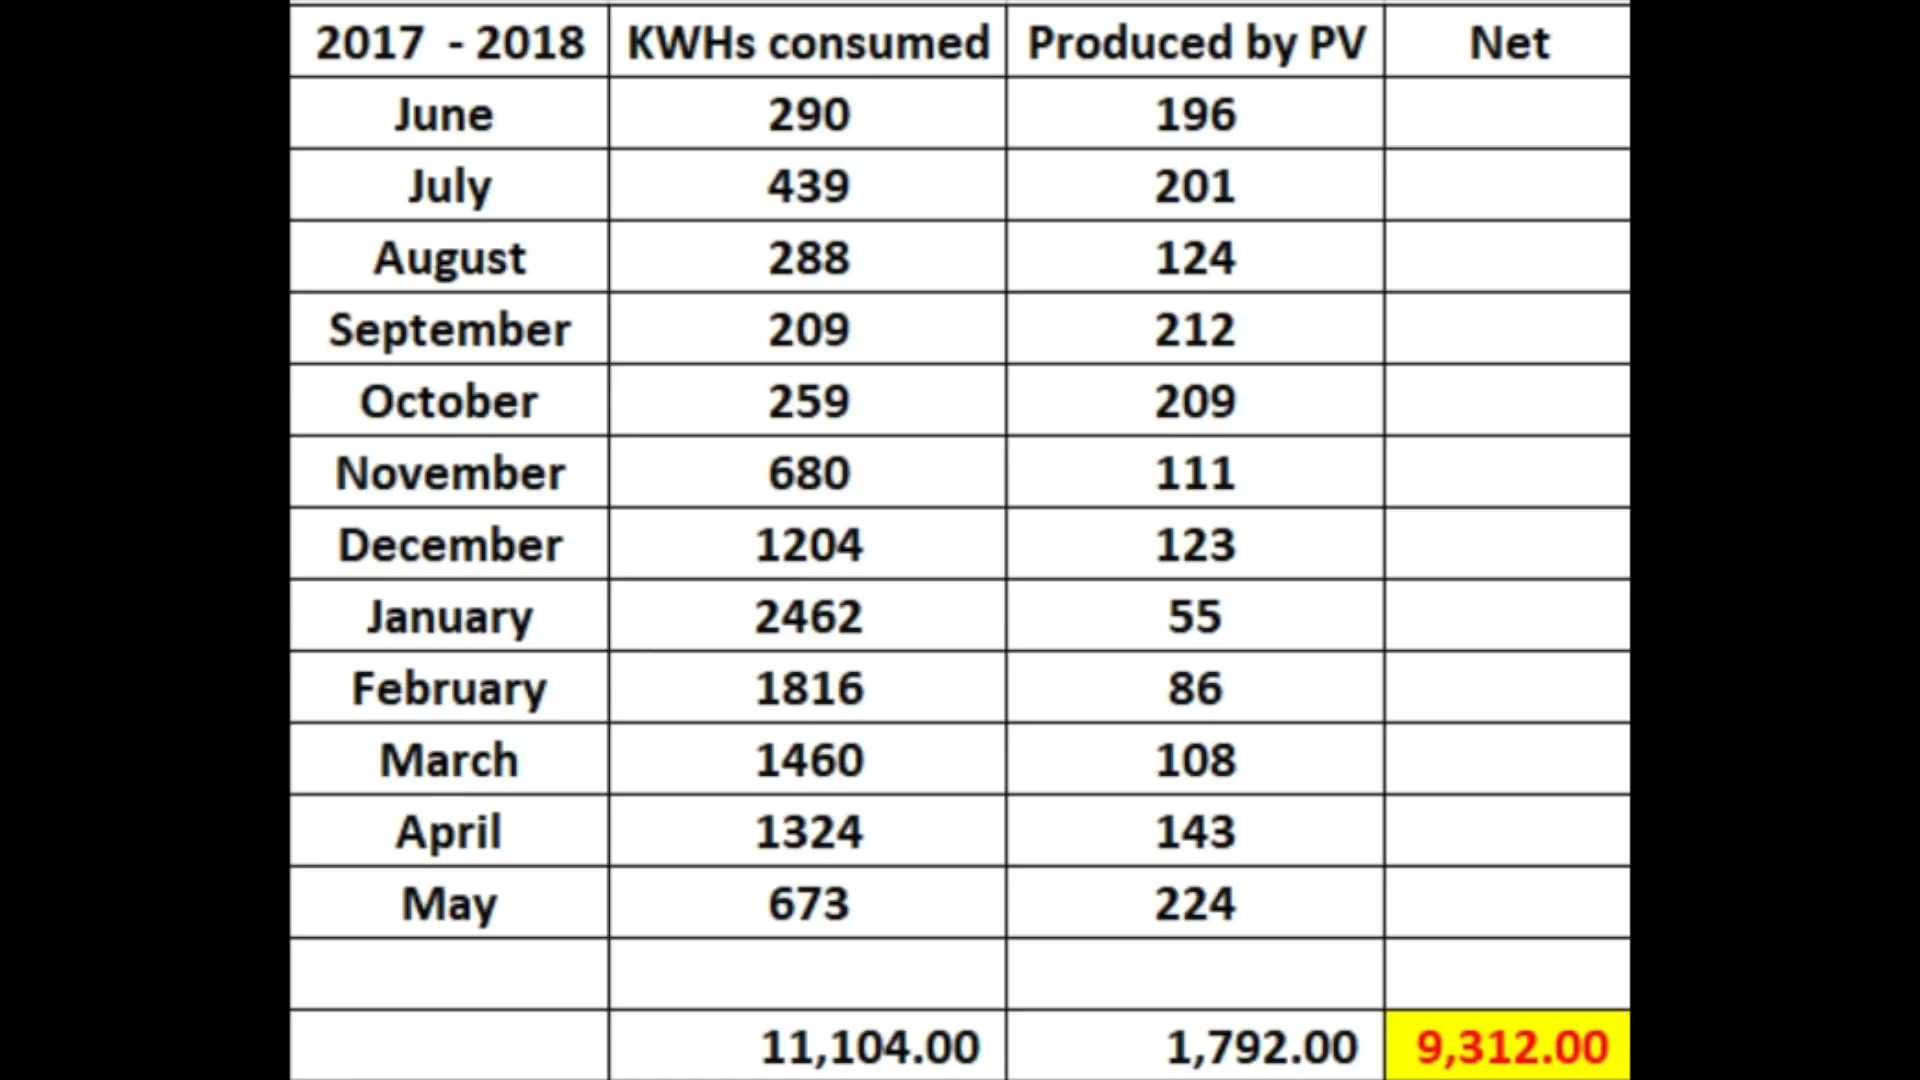 2017 - 2018 KWHs consumed Produced by PV Net
June 290 196
July 439 201
August 288 124
September 209 212
October 259 209
November 680 111
December 1204 123
January 2462 55
February 1816 86
March 1460 108
April 1324 143
May 673 224
11,104.00 1,792.00 9,312.00